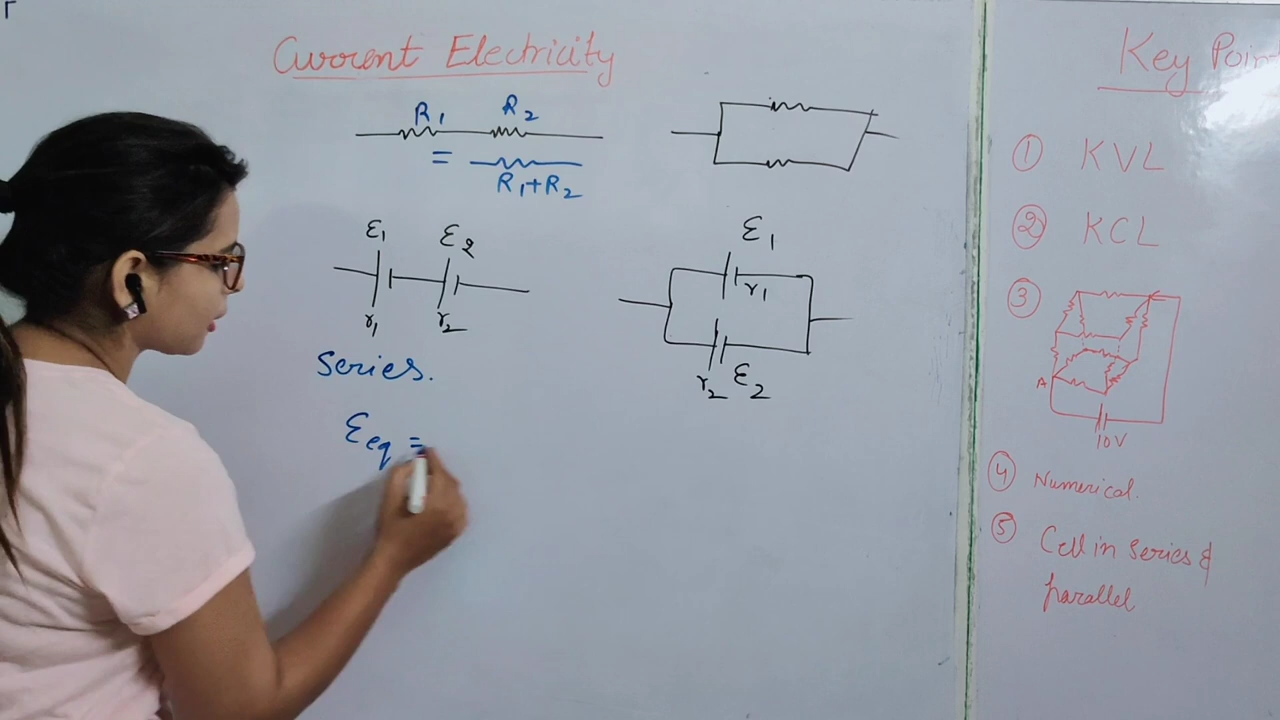 Current Electricity
R1 R2
=
R1+R2
ε1 ε2
r1 r2
Series.
εeq =
ε1
r1
r2 ε2
Key Poin
① KVL
② KCL
③
A
10V
④ Numerical.
⑤ Cell in series &
parallel